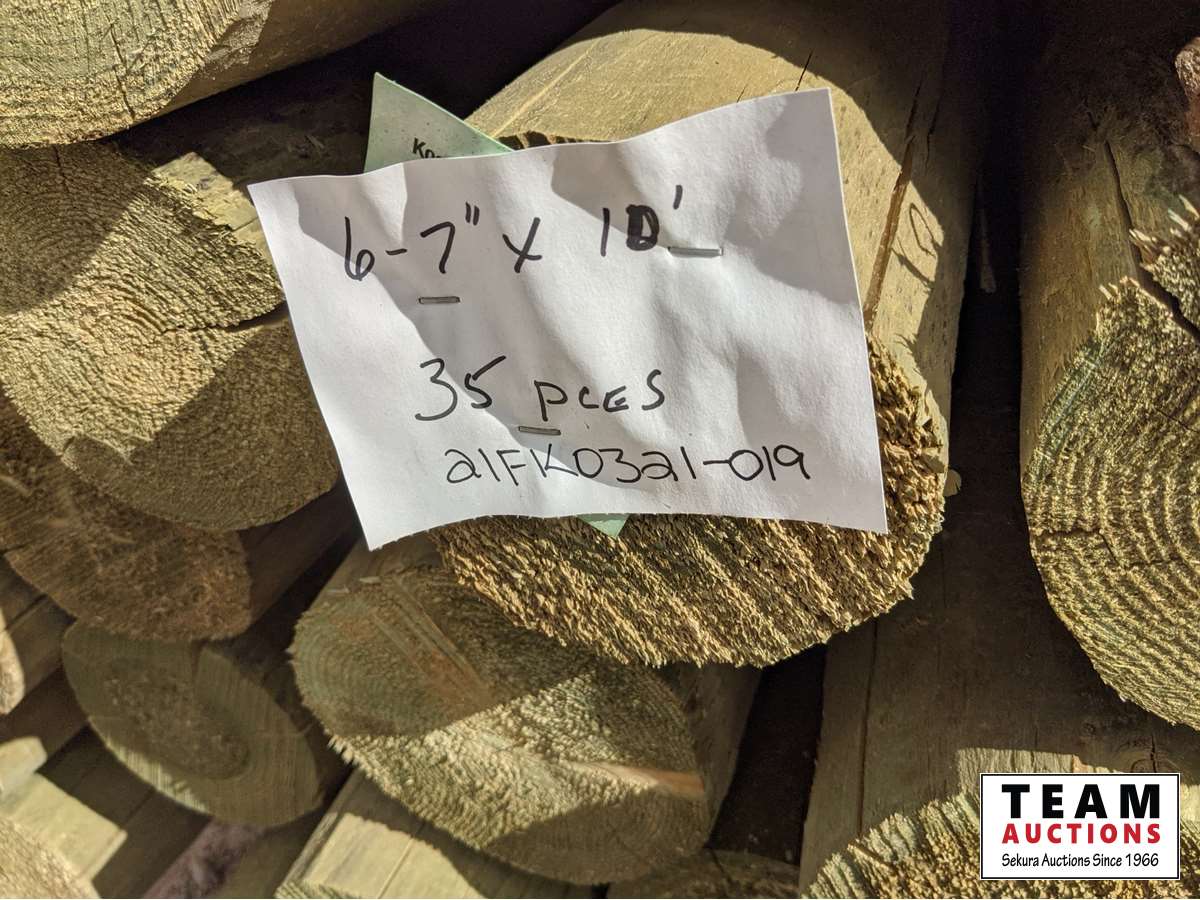 6-7" x 10'
35 pces
21FK0321-019
TEAM
AUCTIONS
Sekura Auctions Since 1966